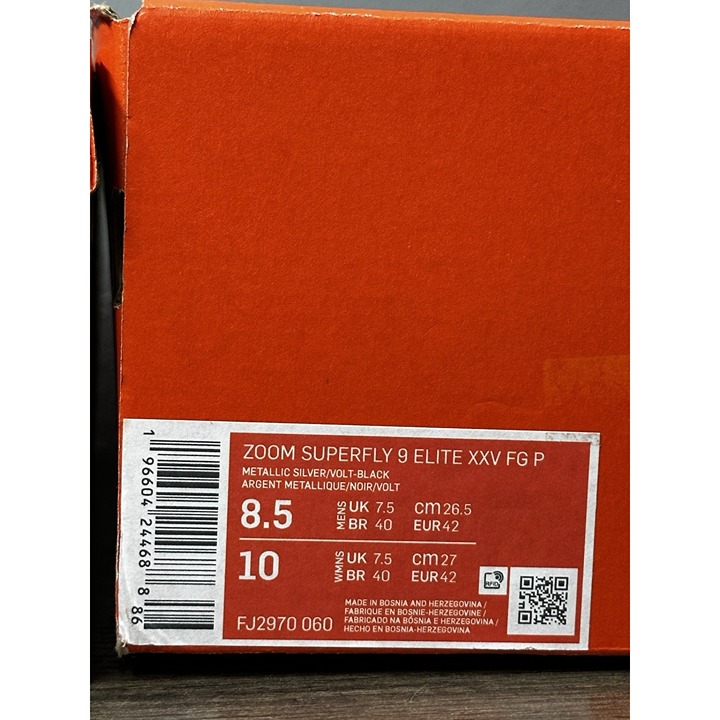 ZOOM SUPERFLY 9 ELITE XXV FG P
METALLIC SILVER/VOLT-BLACK
ARGENT METALLIQUE/NOIR/VOLT
8.5 MENS UK 7.5 cm 26.5
BR 40 EUR 42
10 WMNS UK 7.5 cm 27
BR 40 EUR 42
RFID
FJ2970 060
MADE IN BOSNIA AND HERZEGOVINA /
FABRIQUE EN BOSNIE-HERZEGOVINE /
FABRICADO NA BÓSNIA E HERZEGOVINA /
HECHO EN BOSNIA-HERZEGOVINA
1 96604 24468 8 86